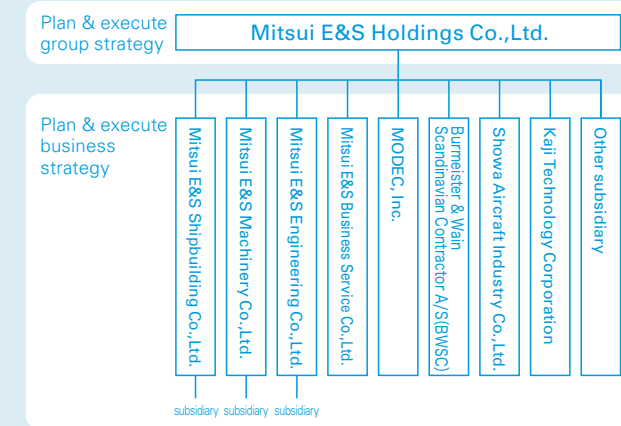 Plan & execute
group strategy
Mitsui E&S Holdings Co.,Ltd.
Plan & execute
business
strategy
Mitsui E&S Shipbuilding Co.,Ltd.
Mitsui E&S Machinery Co.,Ltd.
Mitsui E&S Engineering Co.,Ltd.
Mitsui E&S Business Service Co.,Ltd.
MODEC, Inc.
Burmeister & Wain
Scandinavian Contractor A/S(BWSC)
Showa Aircraft Industry Co.,Ltd.
Kaji Technology Corporation
Other subsidiary
subsidiary subsidiary subsidiary